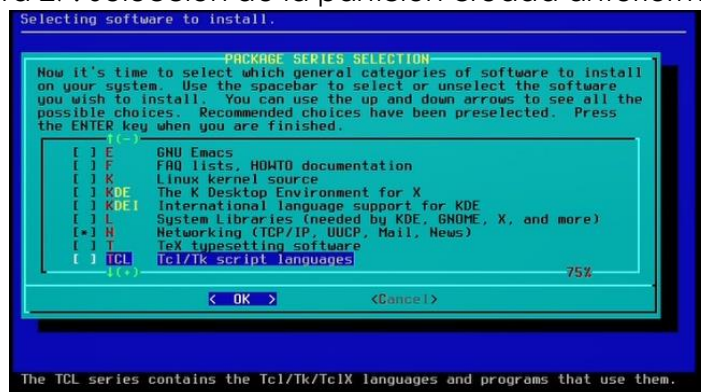 Selecting software to install.
PACKAGE SERIES SELECTION
Now it's time to select which general categories of software to install
on your system. Use the spacebar to select or unselect the software
you wish to install. You can use the up and down arrows to see all the
possible choices. Recommended choices have been preselected. Press
the ENTER key when you are finished.
↑(-)
[ ] E GNU Emacs
[ ] F FAQ lists, HOWTO documentation
[ ] K Linux kernel source
[ ] KDE The K Desktop Environment for X
[ ] KDEI International language support for KDE
[ ] L System Libraries (needed by KDE, GNOME, X, and more)
[*] N Networking (TCP/IP, UUCP, Mail, News)
[ ] T TeX typesetting software
[ ] TCL Tcl/Tk script languages
↓(+) 75%
< OK > <Cancel>
The TCL series contains the Tcl/Tk/TclX languages and programs that use them.